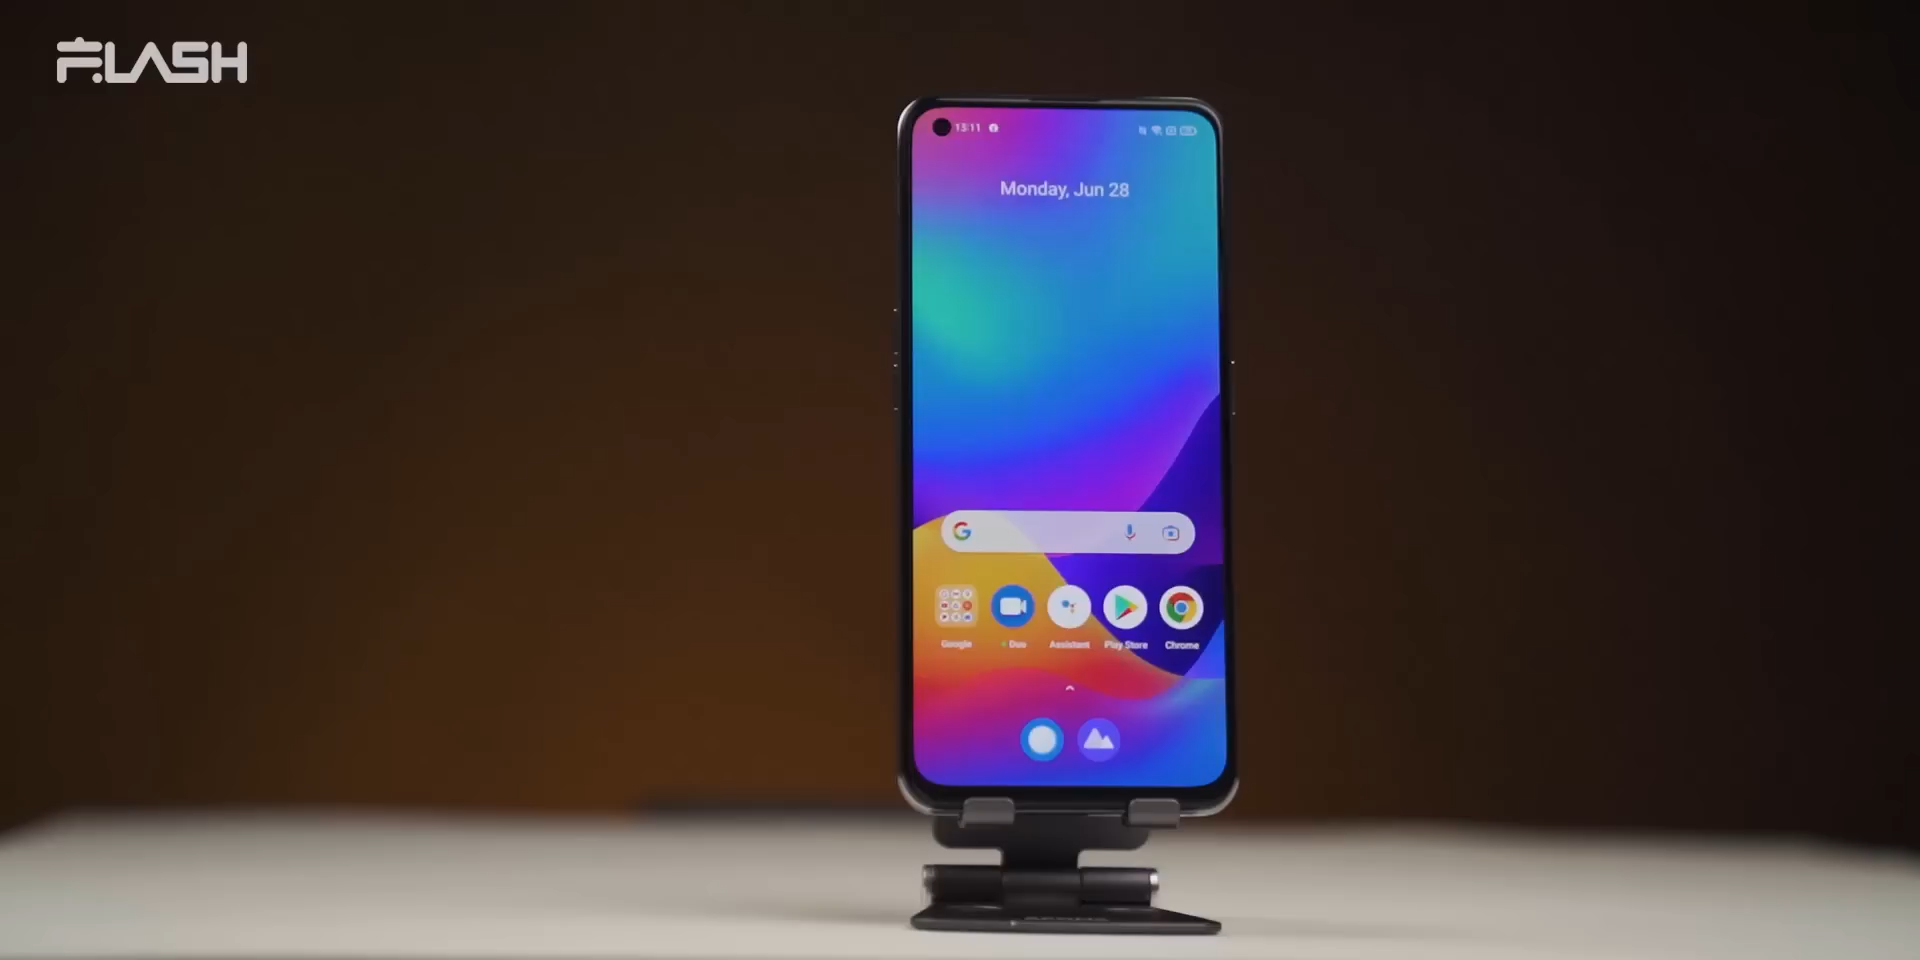 FLASH
13:11
Monday, Jun 28
Google
Duo
Assistant
Play Store
Chrome